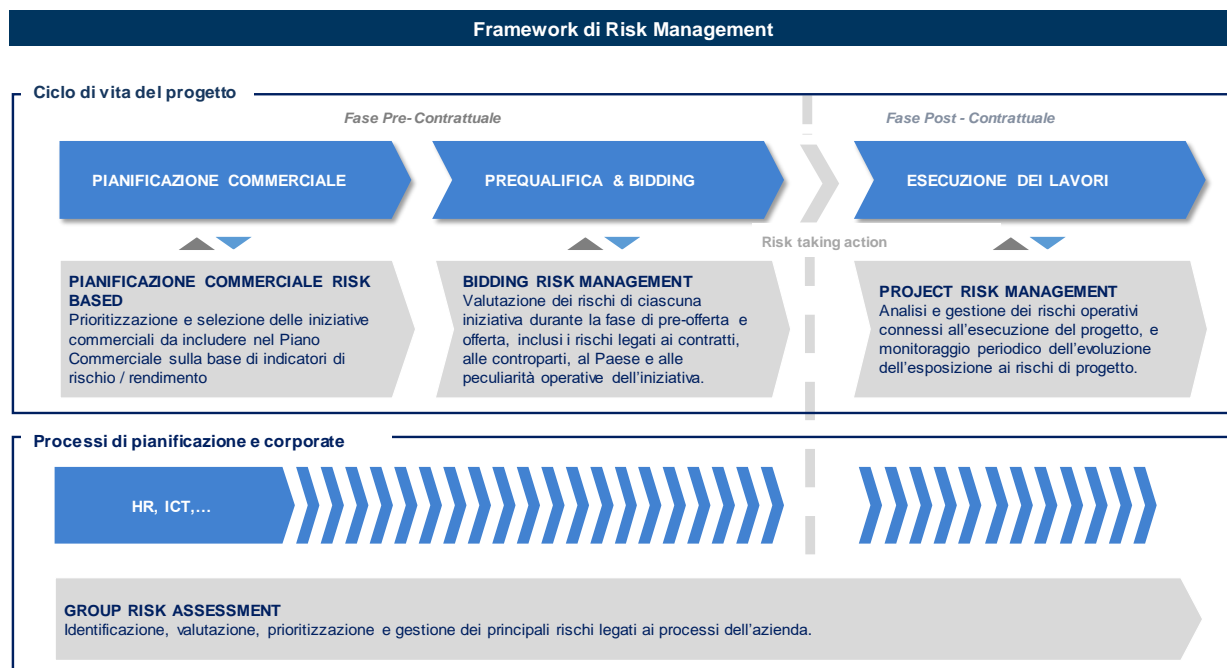 Framework di Risk Management
Ciclo di vita del progetto
Fase Pre-Contrattuale
Fase Post - Contrattuale
PIANIFICAZIONE COMMERCIALE
PREQUALIFICA & BIDDING
ESECUZIONE DEI LAVORI
Risk taking action
PIANIFICAZIONE COMMERCIALE RISK
BASED
Prioritizzazione e selezione delle iniziative
commerciali da includere nel Piano
Commerciale sulla base di indicatori di
rischio / rendimento
BIDDING RISK MANAGEMENT
Valutazione dei rischi di ciascuna
iniziativa durante la fase di pre-offerta e
offerta, inclusi i rischi legati ai contratti,
alle controparti, al Paese e alle
peculiarità operative dell'iniziativa.
PROJECT RISK MANAGEMENT
Analisi e gestione dei rischi operativi
connessi all'esecuzione del progetto, e
monitoraggio periodico dell'evoluzione
dell'esposizione ai rischi di progetto.
Processi di pianificazione e corporate
HR, ICT,...
GROUP RISK ASSESSMENT
Identificazione, valutazione, prioritizzazione e gestione dei principali rischi legati ai processi dell'azienda.